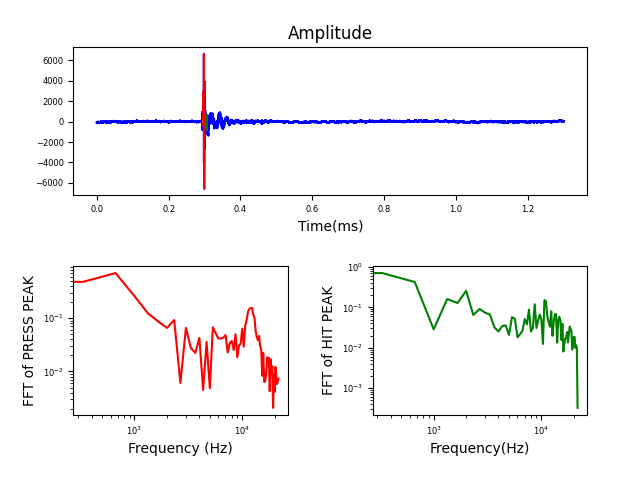 Amplitude
6000
4000
2000
0
−2000
−4000
−6000
0.0 0.2 0.4 0.6 0.8 1.0 1.2
Time(ms)
FFT of PRESS PEAK
10⁻¹
10⁻²
10³ 10⁴
Frequency (Hz)
FFT of HIT PEAK
10⁰
10⁻¹
10⁻²
10⁻³
10³ 10⁴
Frequency(Hz)